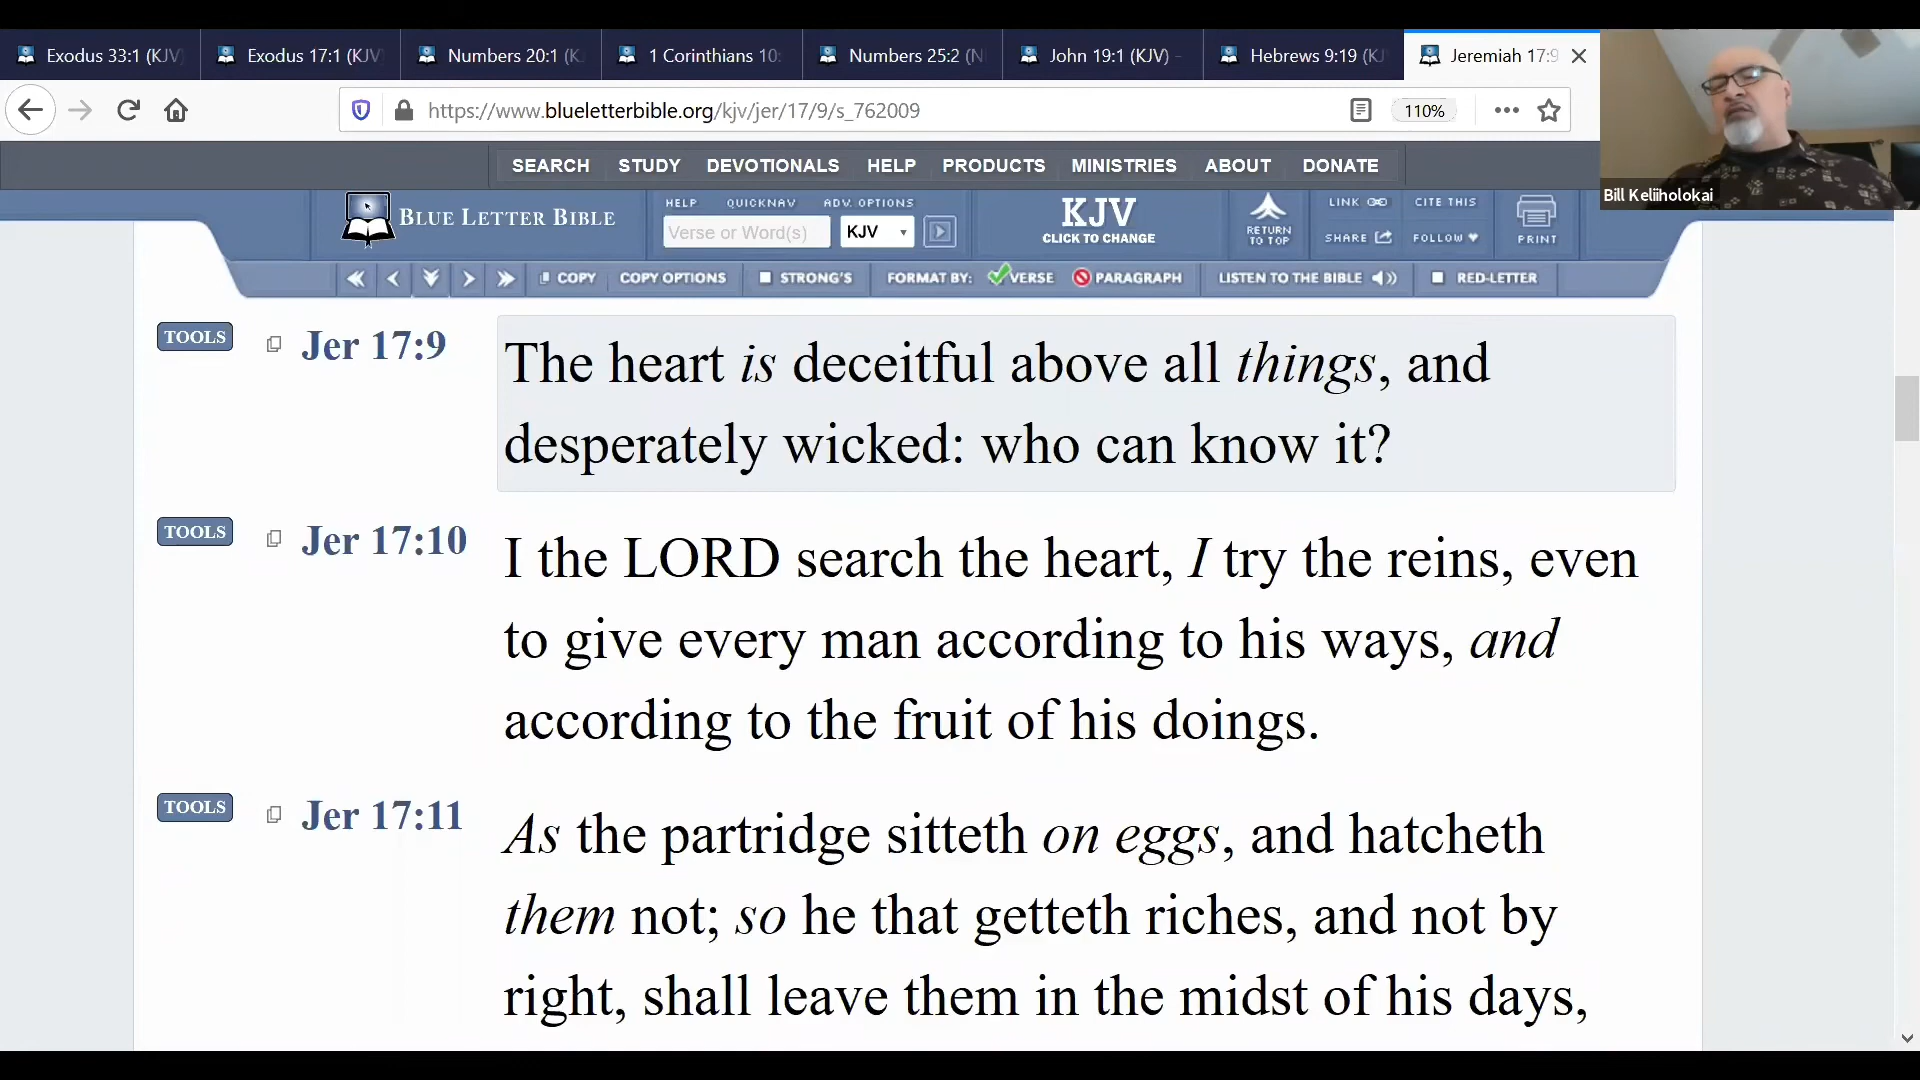 Exodus 33:1 (KJV)
Exodus 17:1 (KJV
Numbers 20:1 (K
1 Corinthians 10:
Numbers 25:2 (N
John 19:1 (KJV) -
Hebrews 9:19 (KJ
Jeremiah 17:9
https://www.blueletterbible.org/kjv/jer/17/9/s_762009
110%
SEARCH STUDY DEVOTIONALS HELP PRODUCTS MINISTRIES ABOUT DONATE
Bill Keliiholokai
BLUE LETTER BIBLE
HELP QUICKNAV ADV. OPTIONS
Verse or Word(s)
KJV
KJV
CLICK TO CHANGE
RETURN
TO TOP
LINK
CITE THIS
SHARE
FOLLOW
PRINT
COPY COPY OPTIONS STRONG'S FORMAT BY: VERSE PARAGRAPH LISTEN TO THE BIBLE RED-LETTER
TOOLS Jer 17:9 The heart is deceitful above all things, and
desperately wicked: who can know it?
TOOLS Jer 17:10 I the LORD search the heart, I try the reins, even
to give every man according to his ways, and
according to the fruit of his doings.
TOOLS Jer 17:11 As the partridge sitteth on eggs, and hatcheth
them not; so he that getteth riches, and not by
right, shall leave them in the midst of his days,